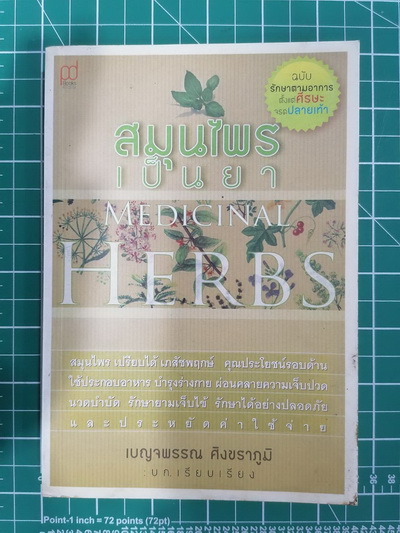 ฉบับ
รักษาตามอาการ
ตั้งแต่ศีรษะ
จรดปลายเท้า
สมุนไพร
เป็นยา
MEDICINAL
HERBS
สมุนไพร เปรียบได้ เภสัชพฤกษ์ คุณประโยชน์รอบด้าน
ใช้ประกอบอาหาร บำรุงร่างกาย ผ่อนคลายความเจ็บปวด
นวดบำบัด รักษายามเจ็บไข้ รักษาได้อย่างปลอดภัย
และประหยัดค่าใช้จ่าย
เบญจพรรณ ศิงขราภูมิ
:บก.เรียบเรียง
Point-1 inch = 72 points (72pt)